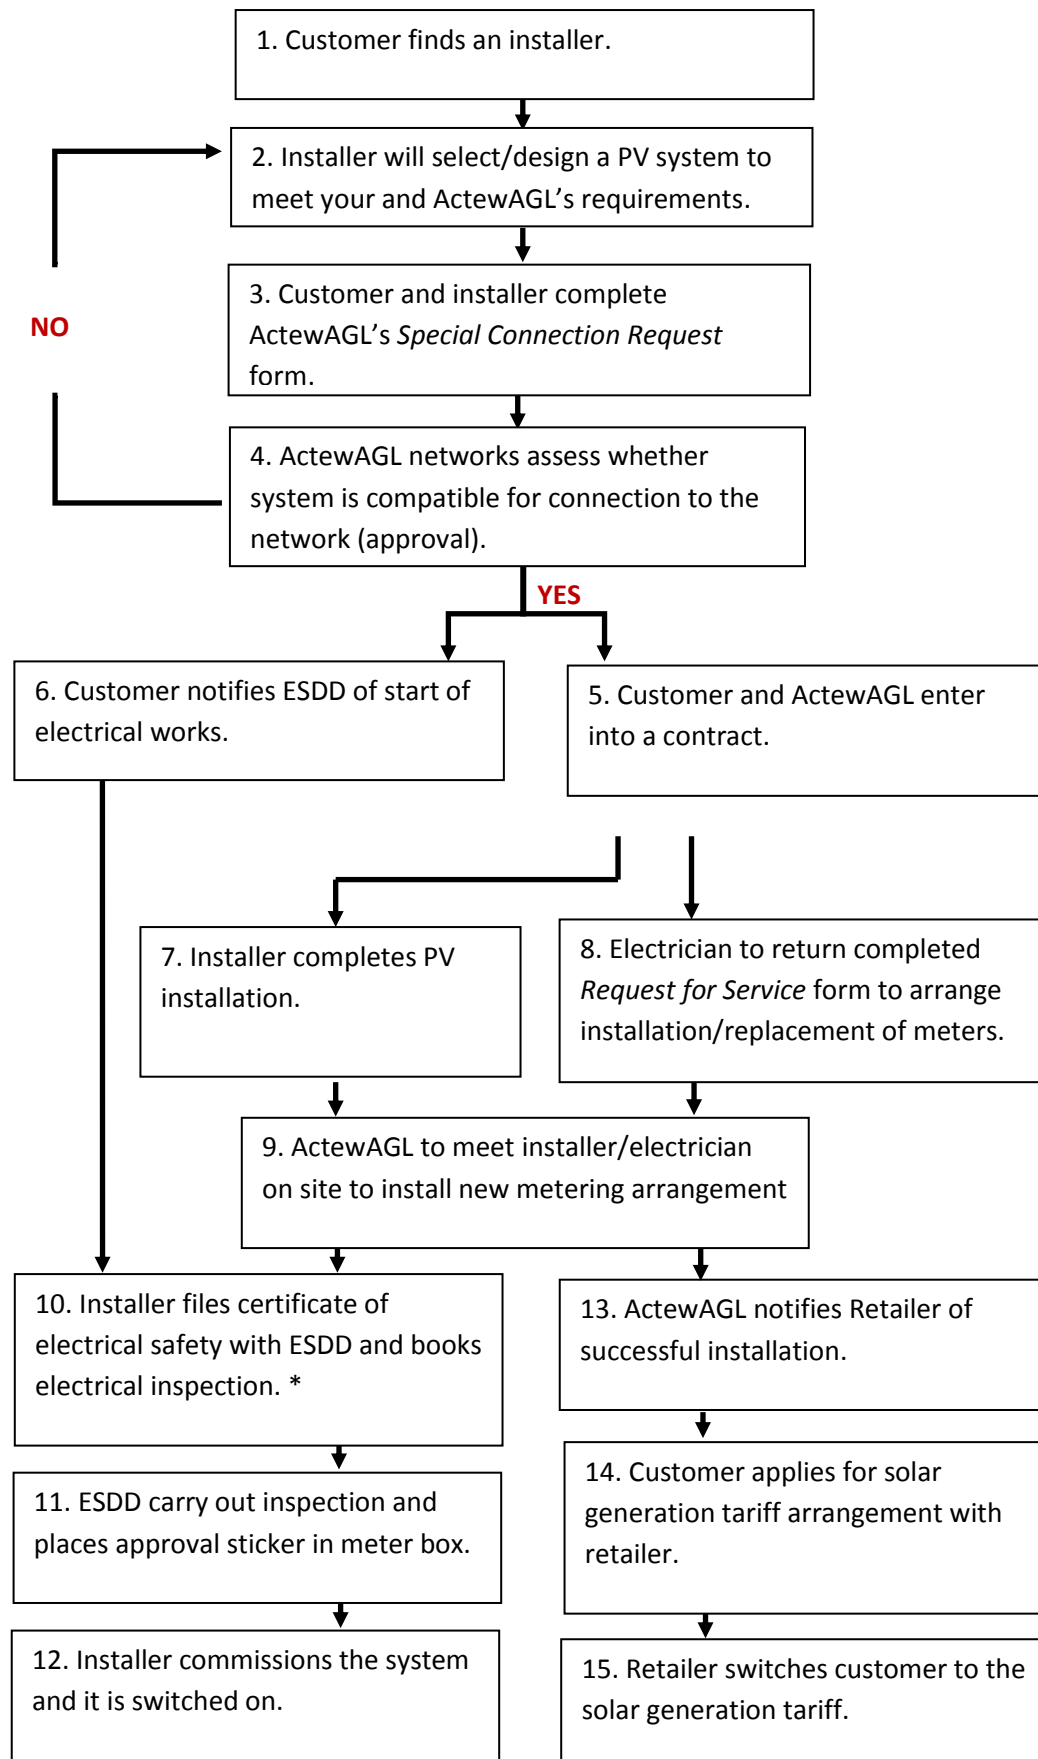 1. Customer finds an installer.
2. Installer will select/design a PV system to
meet your and ActewAGL’s requirements.
3. Customer and installer complete
ActewAGL’s Special Connection Request
form.
NO
4. ActewAGL networks assess whether
system is compatible for connection to the
network (approval).
YES
6. Customer notifies ESDD of start of
electrical works.
5. Customer and ActewAGL enter
into a contract.
7. Installer completes PV
installation.
8. Electrician to return completed
Request for Service form to arrange
installation/replacement of meters.
9. ActewAGL to meet installer/electrician
on site to install new metering arrangement
10. Installer files certificate of
electrical safety with ESDD and books
electrical inspection. *
13. ActewAGL notifies Retailer of
successful installation.
11. ESDD carry out inspection and
places approval sticker in meter box.
14. Customer applies for solar
generation tariff arrangement with
retailer.
12. Installer commissions the system
and it is switched on.
15. Retailer switches customer to the
solar generation tariff.